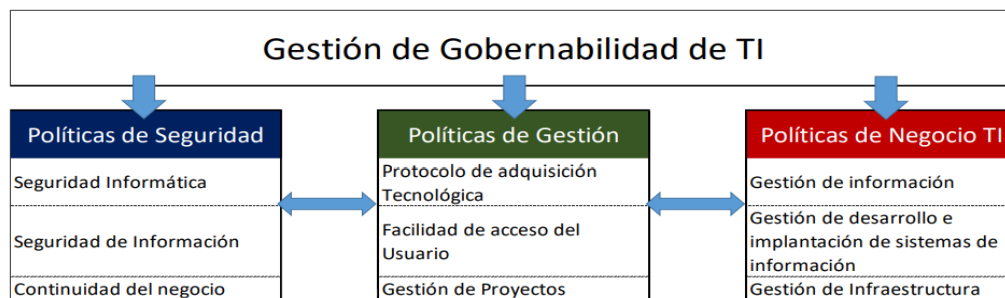 Gestión de Gobernabilidad de TI
Políticas de Seguridad
Seguridad Informática
Seguridad de Información
Continuidad del negocio
Políticas de Gestión
Protocolo de adquisición
Tecnológica
Facilidad de acceso del
Usuario
Gestión de Proyectos
Políticas de Negocio TI
Gestión de información
Gestión de desarrollo e
implantación de sistemas de
información
Gestión de Infraestructura